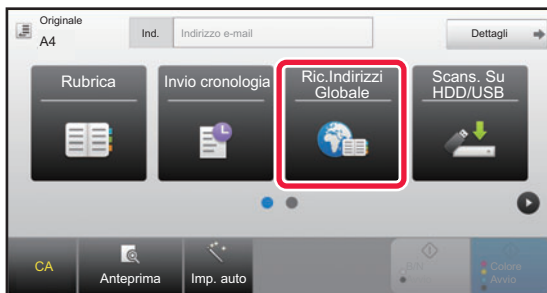 Originale
A4
Ind.
Indirizzo e-mail
Dettagli
Rubrica
Invio cronologia
Ric.Indirizzi
Globale
Scans. Su
HDD/USB
CA
Anteprima
Imp. auto
B/N
Avvio
Colore
Avvio